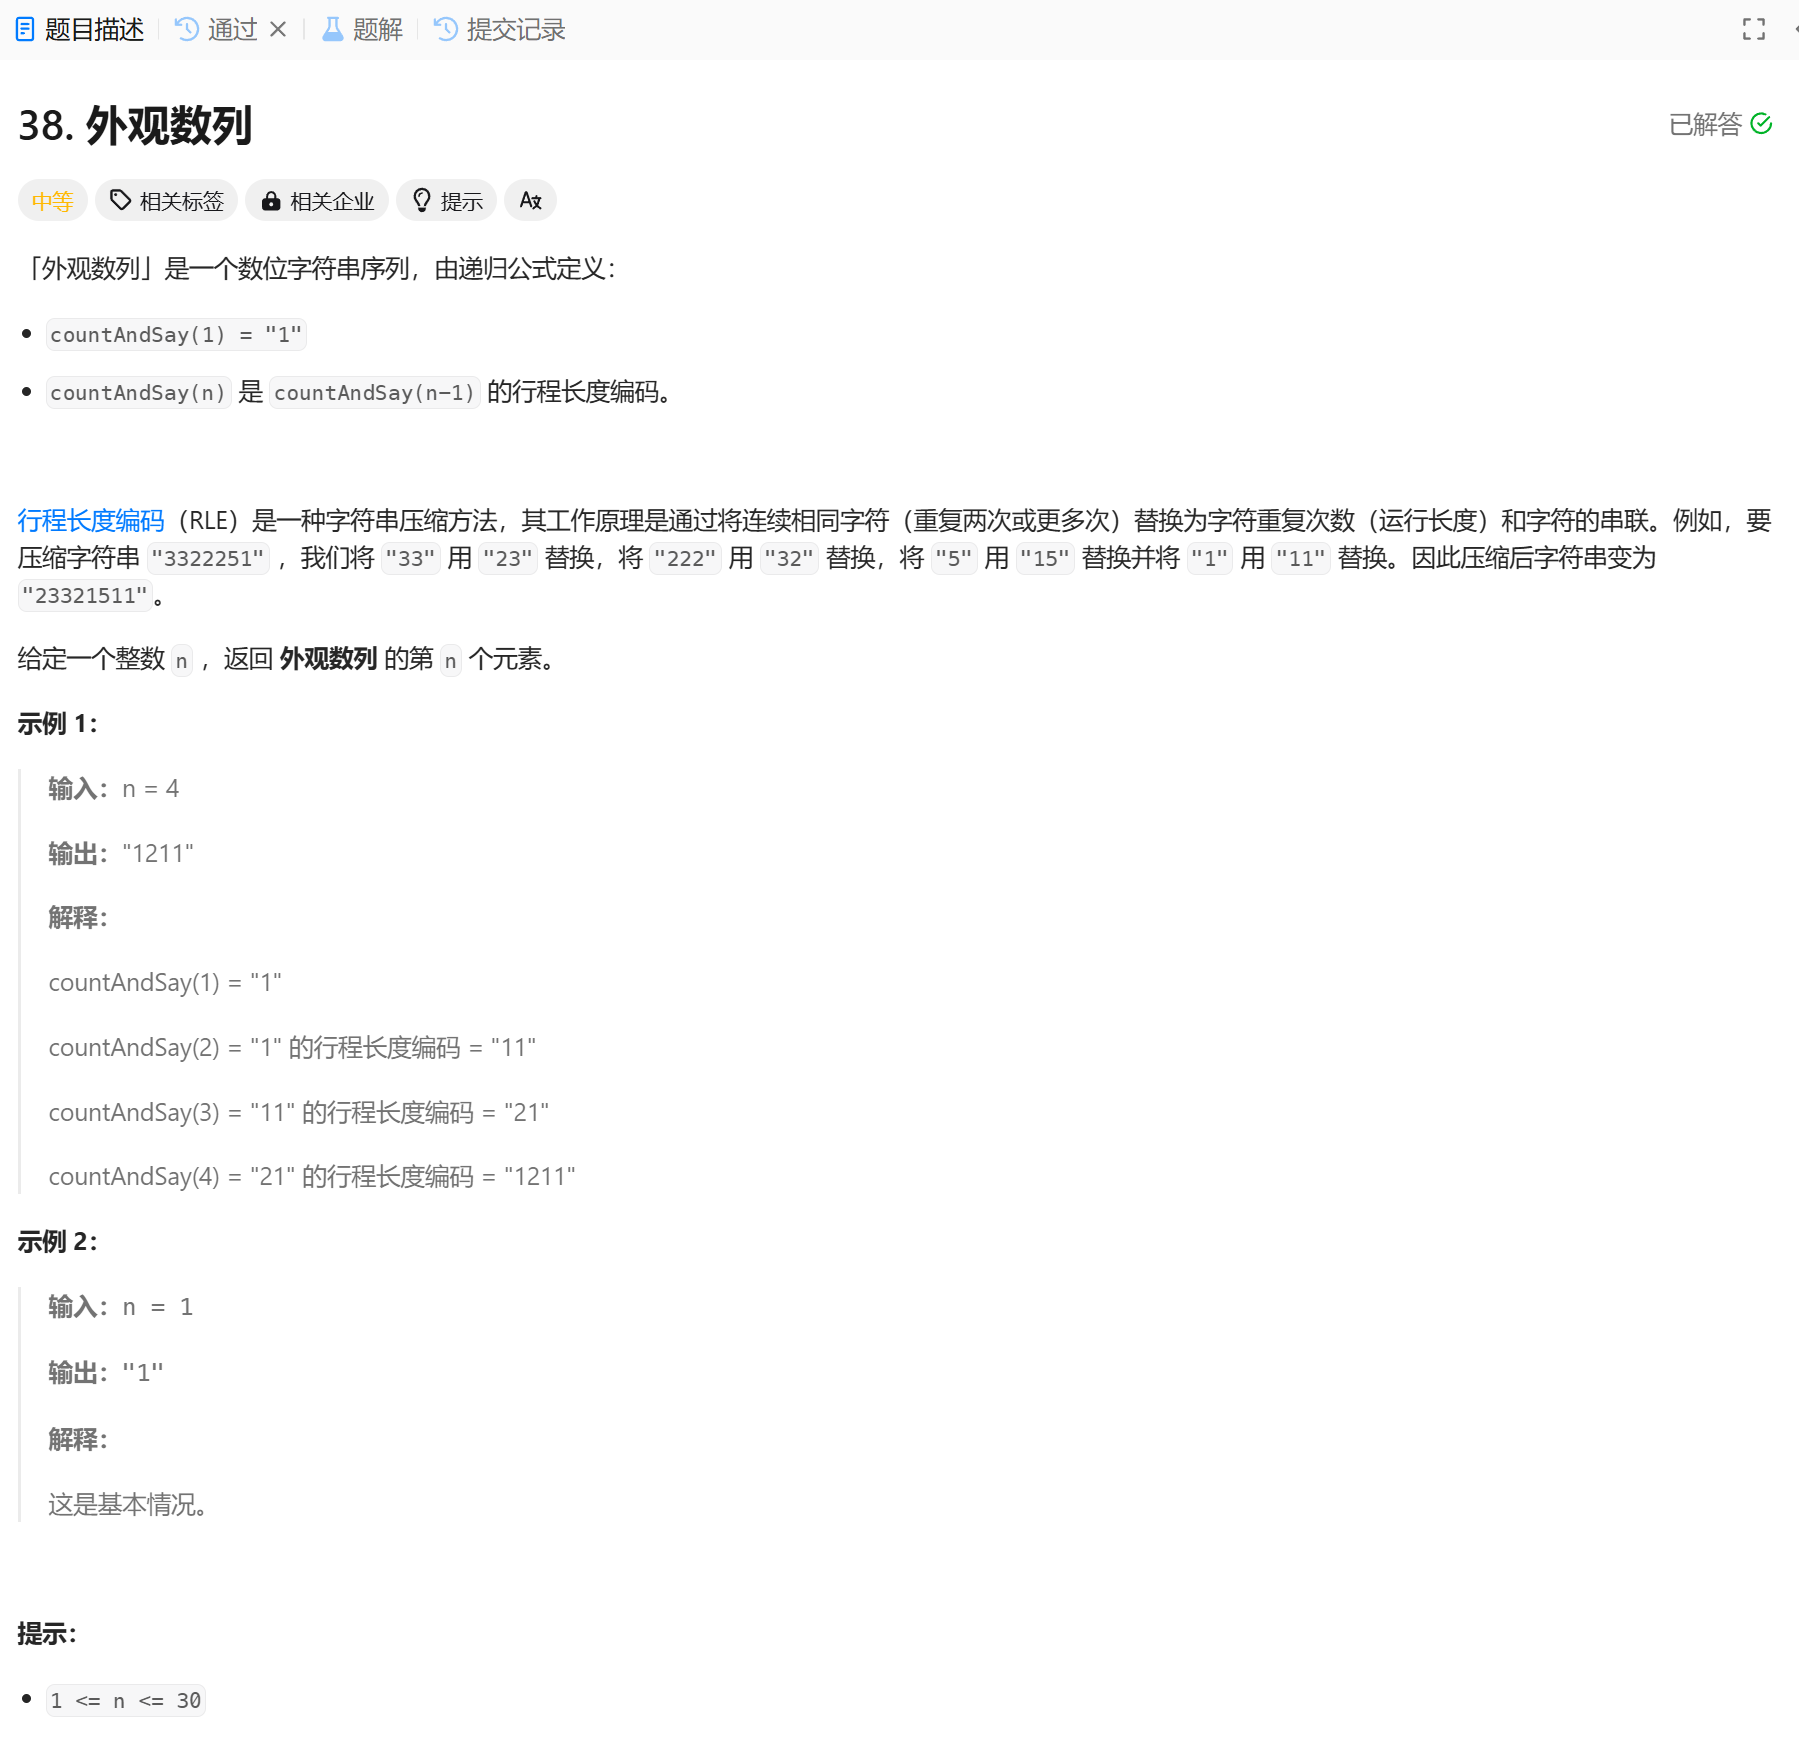 题目描述 通过 题解 提交记录
38. 外观数列 已解答
中等 相关标签 相关企业 提示
「外观数列」是一个数位字符串序列，由递归公式定义：
• countAndSay(1) = "1"
• countAndSay(n) 是 countAndSay(n-1) 的行程长度编码。
行程长度编码（RLE）是一种字符串压缩方法，其工作原理是通过将连续相同字符（重复两次或更多次）替换为字符重复次数（运行长度）和字符的串联。例如，要
压缩字符串 "3322251" ，我们将 "33" 用 "23" 替换，将 "222" 用 "32" 替换，将 "5" 用 "15" 替换并将 "1" 用 "11" 替换。因此压缩后字符串变为
"23321511"。
给定一个整数 n ，返回 外观数列 的第 n 个元素。
示例 1：
输入：n = 4
输出："1211"
解释：
countAndSay(1) = "1"
countAndSay(2) = "1" 的行程长度编码 = "11"
countAndSay(3) = "11" 的行程长度编码 = "21"
countAndSay(4) = "21" 的行程长度编码 = "1211"
示例 2：
输入：n = 1
输出："1"
解释：
这是基本情况。
提示：
• 1 <= n <= 30